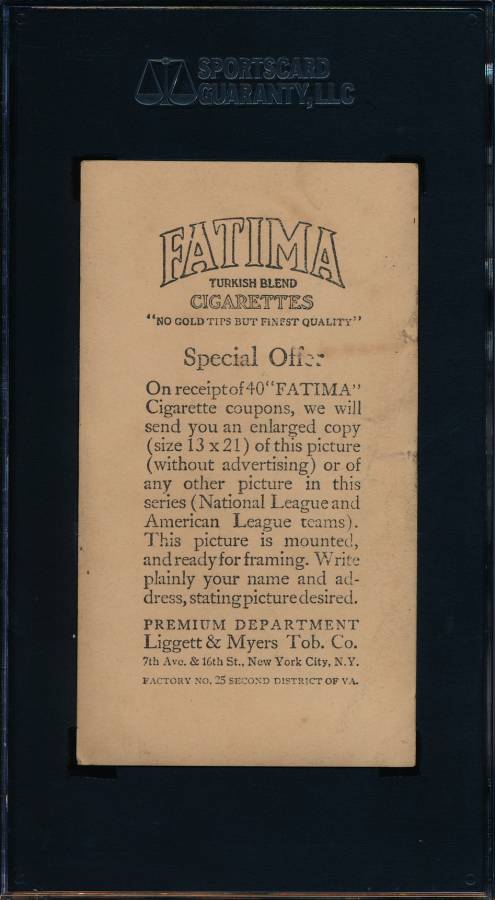 SPORTSCARD
GUARANTY, LLC
FATIMA
TURKISH BLEND
CIGARETTES
"NO GOLD TIPS BUT FINEST QUALITY"
Special Offer
On receipt of 40 "FATIMA"
Cigarette coupons, we will
send you an enlarged copy
(size 13 x 21) of this picture
(without advertising) or of
any other picture in this
series (National League and
American League teams).
This picture is mounted,
and ready for framing. Write
plainly your name and ad-
dress, stating picture desired.
PREMIUM DEPARTMENT
Liggett & Myers Tob. Co.
7th Ave. & 16th St., New York City, N.Y.
FACTORY NO. 25 SECOND DISTRICT OF VA.